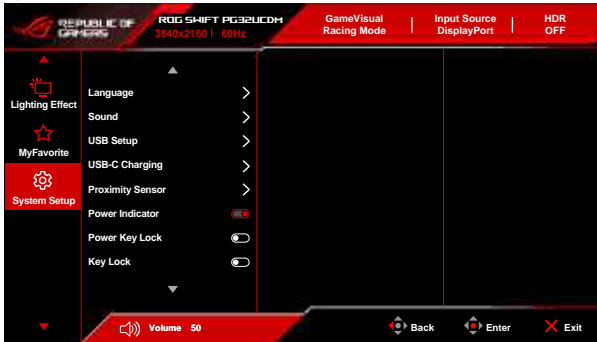 REPUBLIC OF
GAMERS
ROG SWIFT PG32UCDM
3840x2160 60Hz
GameVisual
Racing Mode
Input Source
DisplayPort
HDR
OFF
Lighting Effect
MyFavorite
System Setup
Language
Sound
USB Setup
USB-C Charging
Proximity Sensor
Power Indicator
Power Key Lock
Key Lock
Volume 50
Back
Enter
Exit